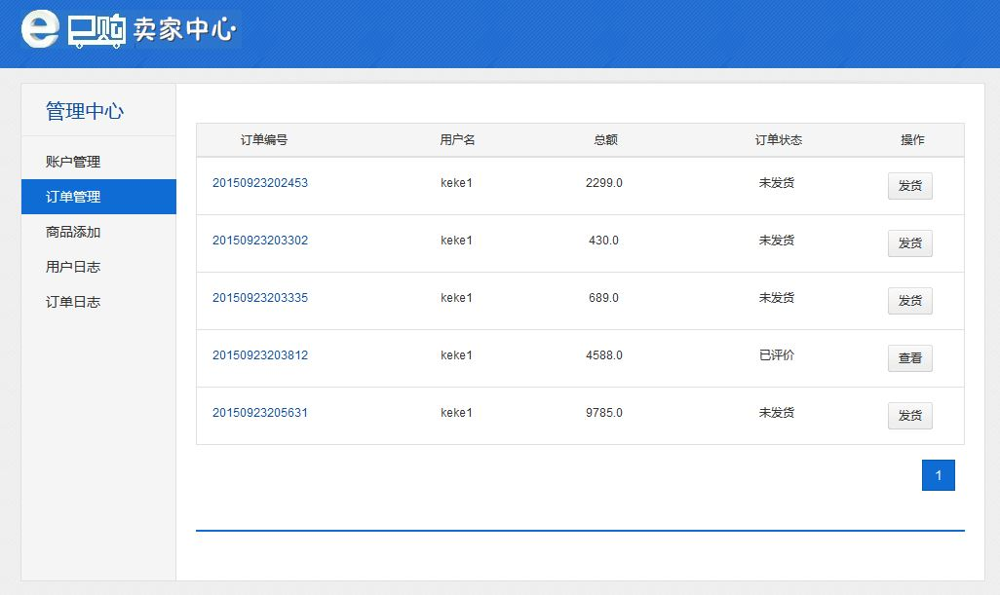 e 已购 卖家中心
管理中心
账户管理
订单管理
商品添加
用户日志
订单日志
订单编号 用户名 总额 订单状态 操作
20150923202453 keke1 2299.0 未发货 发货
20150923203302 keke1 430.0 未发货 发货
20150923203335 keke1 689.0 未发货 发货
20150923203812 keke1 4588.0 已评价 查看
20150923205631 keke1 9785.0 未发货 发货
1